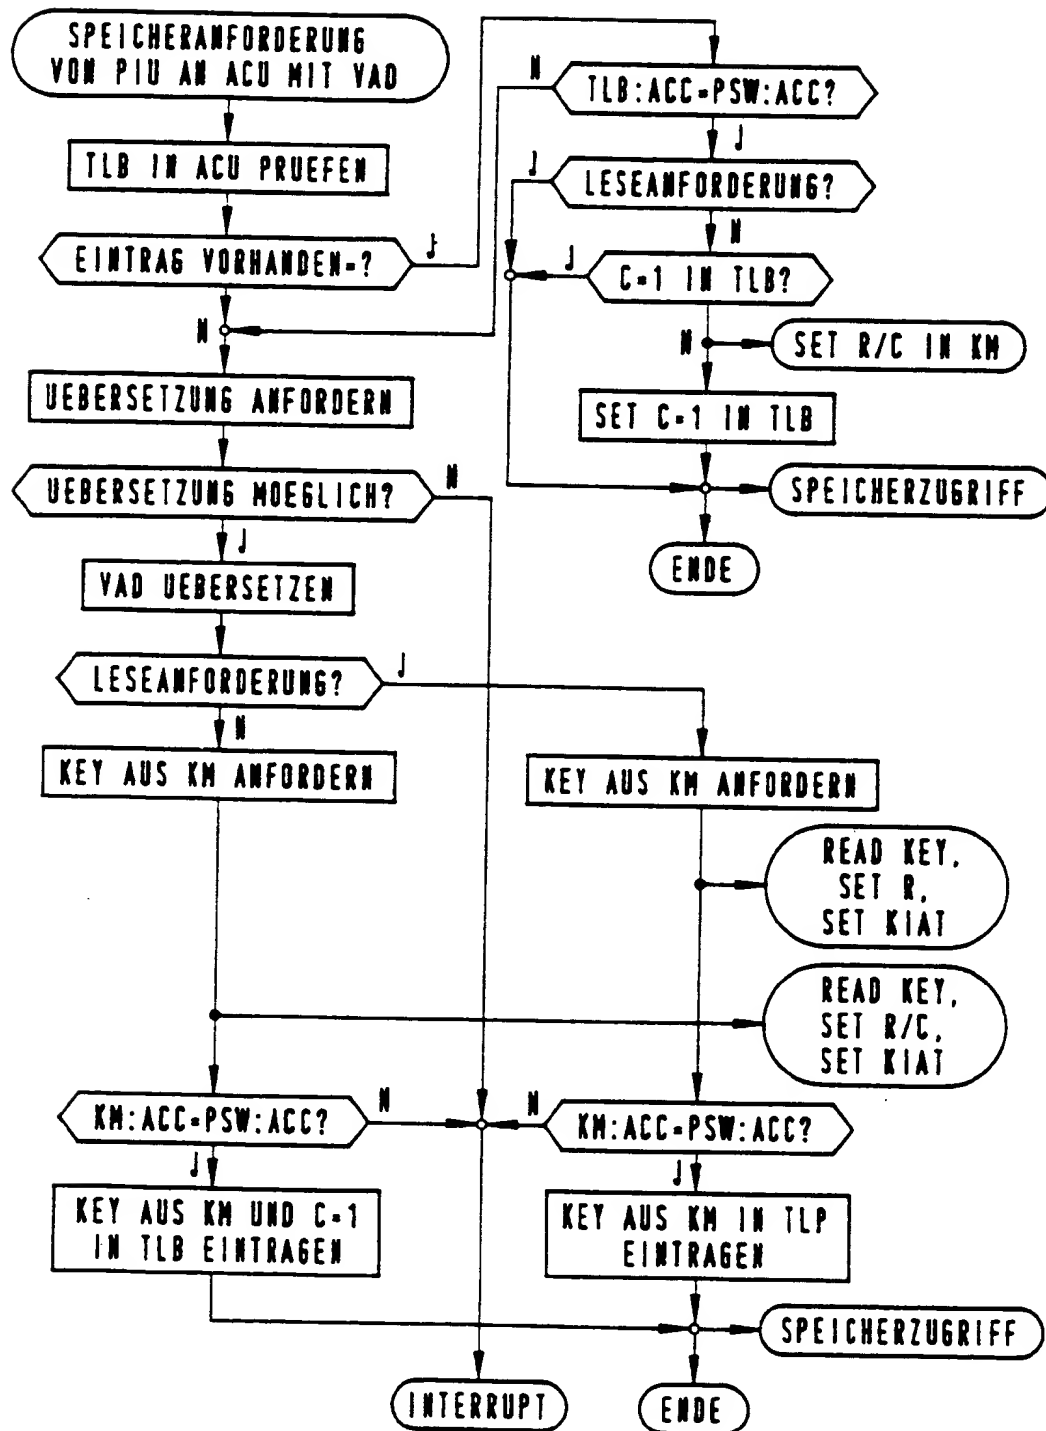 SPEICHERANFORDERUNG
VON PIU AN ACU MIT VAD
TLB IN ACU PRUEFEN
EINTRAG VORHANDEN=?
J
N
UEBERSETZUNG ANFORDERN
UEBERSETZUNG MOEGLICH?
N
J
VAD UEBERSETZEN
LESEANFORDERUNG?
J
N
KEY AUS KM ANFORDERN
KM:ACC=PSW:ACC?
N
J
KEY AUS KM UND C=1
IN TLB EINTRAGEN
N
TLB:ACC=PSW:ACC?
J
J
LESEANFORDERUNG?
N
J
C=1 IN TLB?
N
SET R/C IN KM
SET C=1 IN TLB
SPEICHERZUGRIFF
ENDE
KEY AUS KM ANFORDERN
READ KEY,
SET R,
SET KIAT
READ KEY,
SET R/C,
SET KIAT
N
KM:ACC=PSW:ACC?
J
KEY AUS KM IN TLP
EINTRAGEN
SPEICHERZUGRIFF
INTERRUPT
ENDE